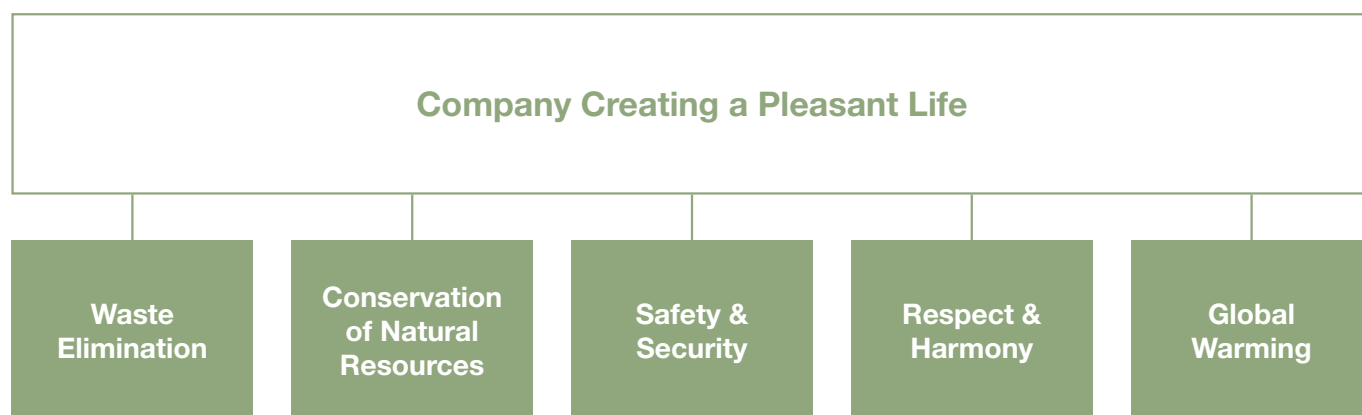 Company Creating a Pleasant Life
Waste
Elimination
Conservation
of Natural
Resources
Safety &
Security
Respect &
Harmony
Global
Warming